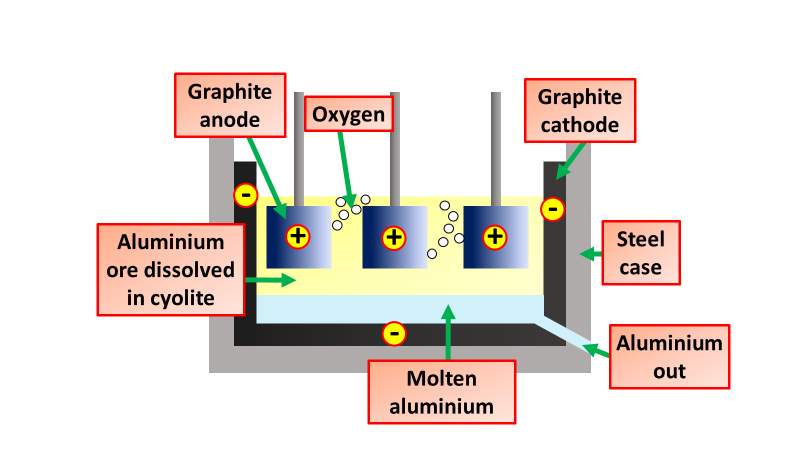 Graphite
anode
Oxygen
Graphite
cathode
-
-
+
+
+
Aluminium
ore dissolved
in cyolite
Steel
case
-
Molten
aluminium
Aluminium
out